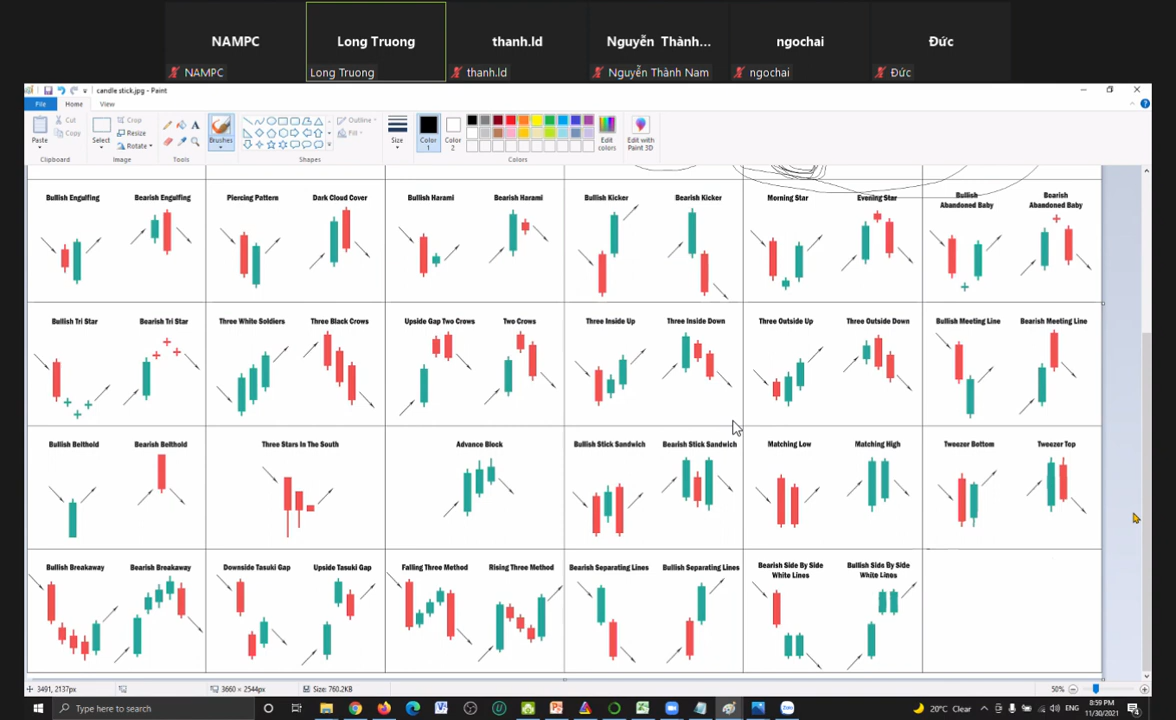 NAMPC
Long Truong
thanh.ld
Nguyễn Thành...
ngochai
Đức
NAMPC
Long Truong
thanh.ld
Nguyễn Thành Nam
ngochai
Đức
candle stick.jpg - Paint
File
Home
View
Cut
Copy
Paste
Crop
Resize
Rotate
Select
A
Brushes
Outline
Fill
Size
Color 1
Color 2
Edit colors
Edit with Paint 3D
Clipboard
Image
Tools
Shapes
Colors
Bullish Engulfing
Bearish Engulfing
Piercing Pattern
Dark Cloud Cover
Bullish Harami
Bearish Harami
Bullish Kicker
Bearish Kicker
Morning Star
Evening Star
Bullish
Abandoned Baby
Bearish
Abandoned Baby
Bullish Tri Star
Bearish Tri Star
Three White Soldiers
Three Black Crows
Upside Gap Two Crows
Two Crows
Three Inside Up
Three Inside Down
Three Outside Up
Three Outside Down
Bullish Meeting Line
Bearish Meeting Line
Bullish Belthold
Bearish Belthold
Three Stars In The South
Advance Block
Bullish Stick Sandwich
Bearish Stick Sandwich
Matching Low
Matching High
Tweezer Bottom
Tweezer Top
Bullish Breakaway
Bearish Breakaway
Downside Tasuki Gap
Upside Tasuki Gap
Falling Three Method
Rising Three Method
Bearish Separating Lines
Bullish Separating Lines
Bearish Side By Side
White Lines
Bullish Side By Side
White Lines
3491, 2137px
3660 × 2544px
Size: 760.2KB
50%
Type here to search
20°C Clear
ENG
8:59 PM
11/30/2021